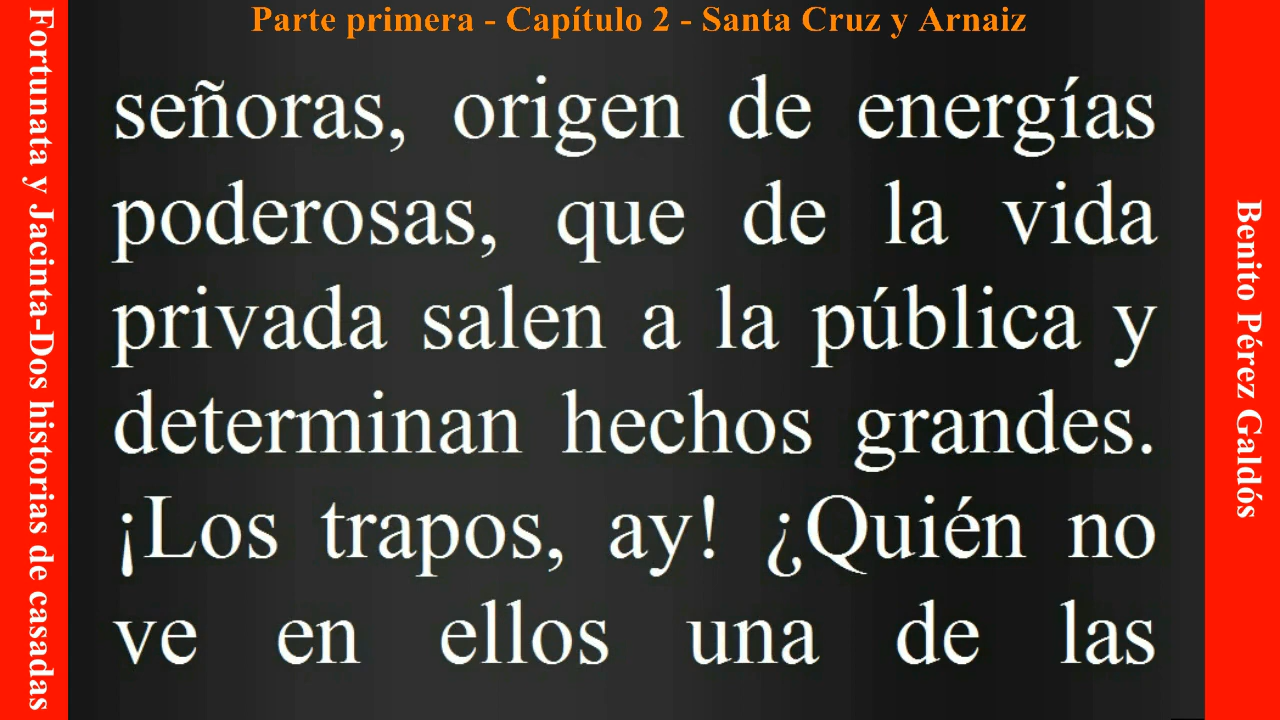 Parte primera - Capítulo 2 - Santa Cruz y Arnaiz
Fortunata y Jacinta-Dos historias de casadas
señoras, origen de energías
poderosas, que de la vida
privada salen a la pública y
determinan hechos grandes.
¡Los trapos, ay! ¿Quién no
ve en ellos una de las
Benito Pérez Galdós